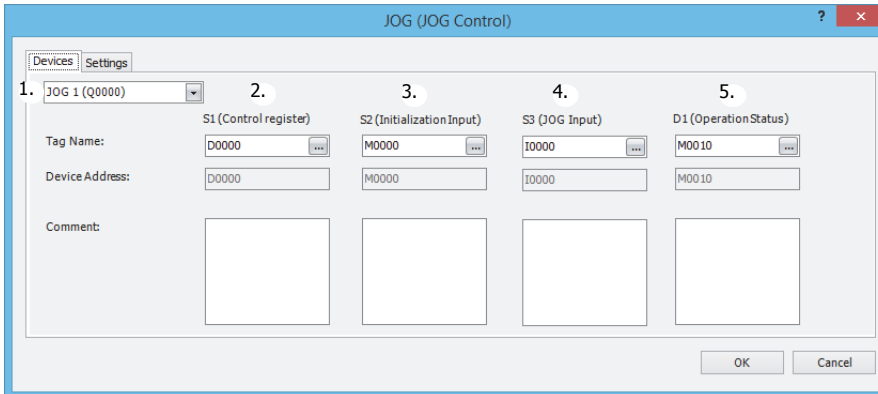 JOG (JOG Control)
?
Devices Settings
1. JOG 1 (Q0000) 2. 3. 4. 5.
S1 (Control register) S2 (Initialization Input) S3 (JOG Input) D1 (Operation Status)
Tag Name: D0000 ... M0000 ... I0000 ... M0010 ...
Device Address: D0000 M0000 I0000 M0010
Comment:
OK Cancel